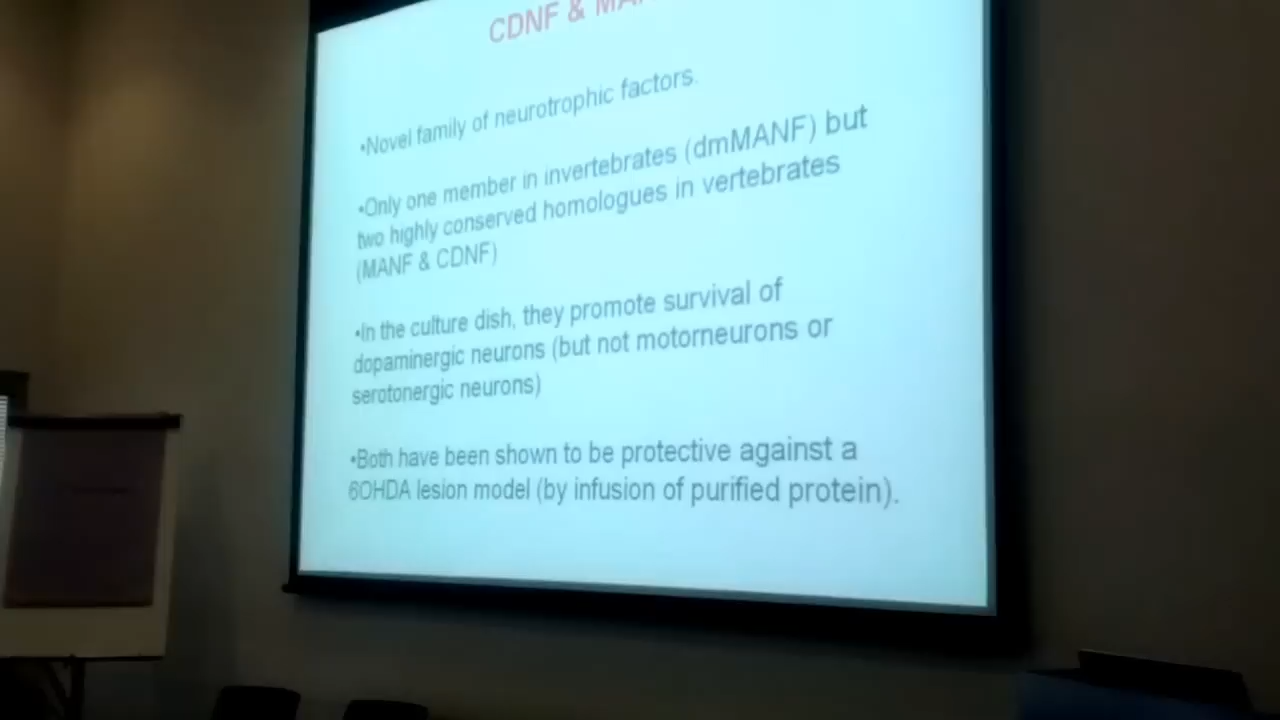 CDNF &
•Novel family of neurotrophic factors.
•Only one member in invertebrates (dmMANF) but
two highly conserved homologues in vertebrates
(MANF & CDNF)
•In the culture dish, they promote survival of
dopaminergic neurons (but not motorneurons or
serotonergic neurons)
•Both have been shown to be protective against a
6OHDA lesion model (by infusion of purified protein).